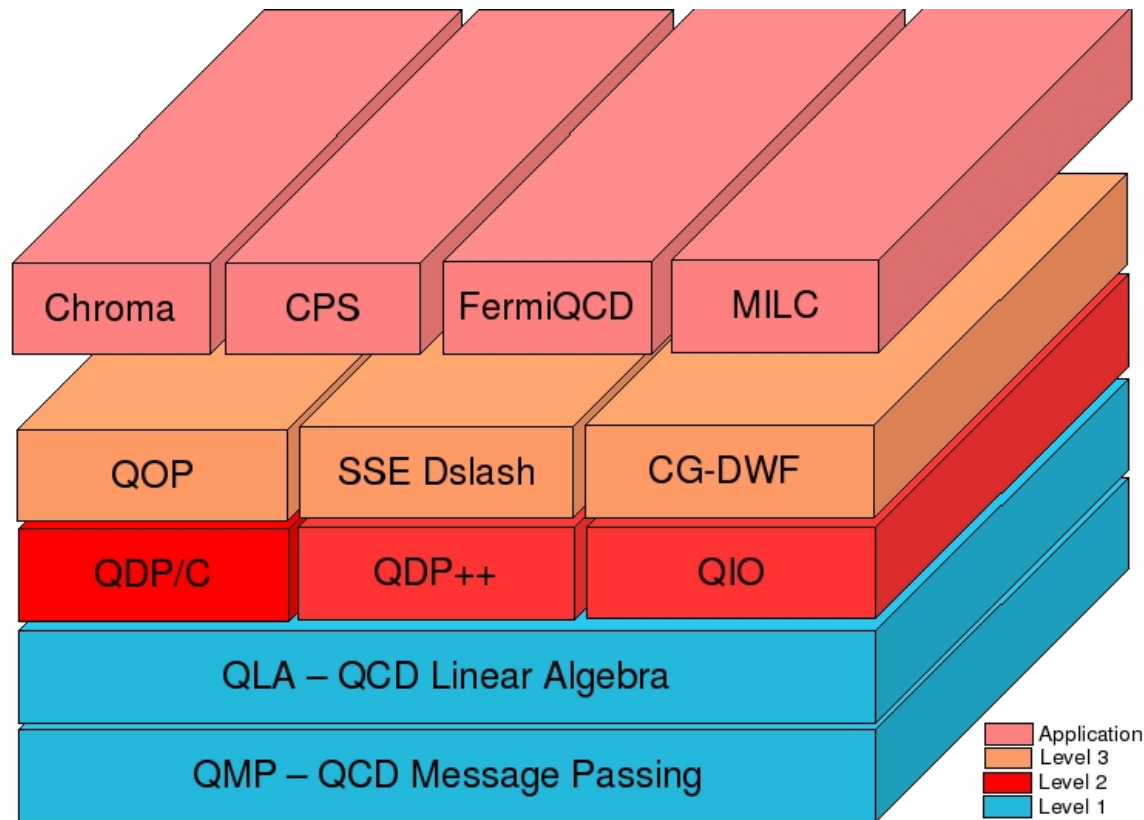 Chroma
CPS
FermiQCD
MILC
QOP
SSE Dslash
CG-DWF
QDP/C
QDP++
QIO
QLA – QCD Linear Algebra
QMP – QCD Message Passing
Application
Level 3
Level 2
Level 1